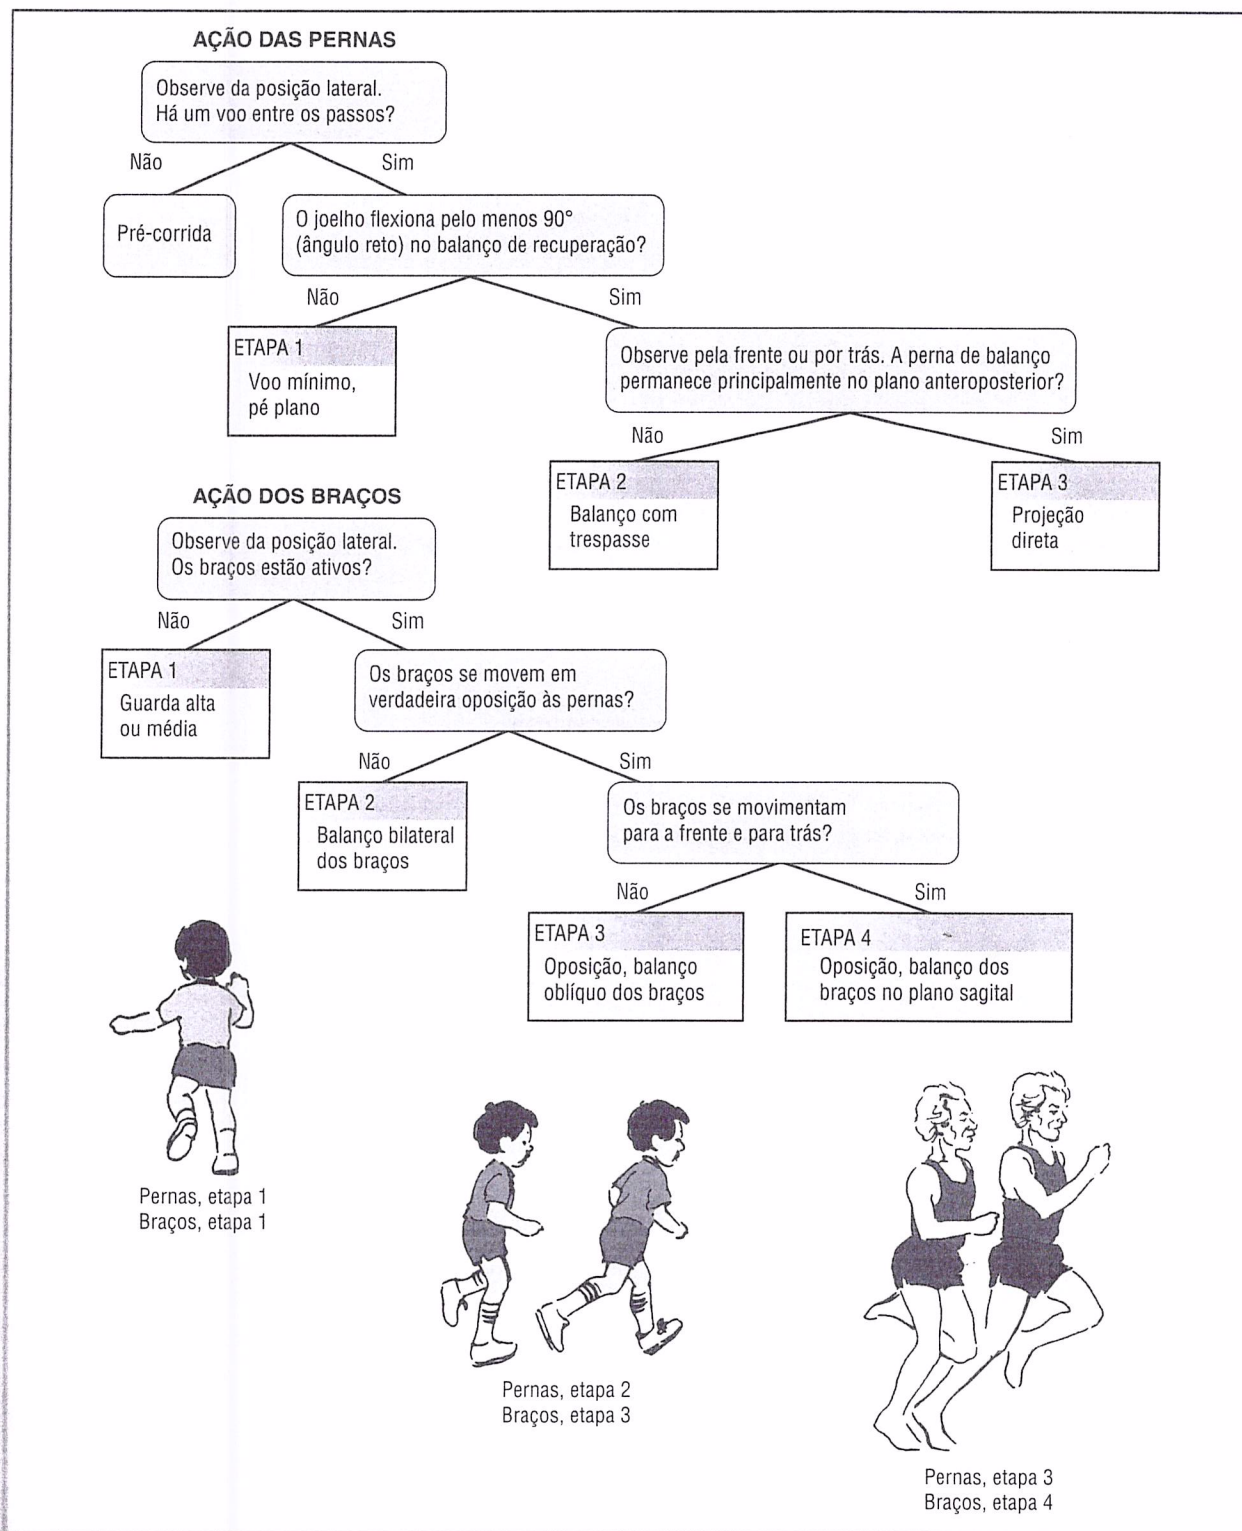 AÇÃO DAS PERNAS
Observe da posição lateral.
Há um voo entre os passos?
Não
Sim
Pré-corrida
O joelho flexiona pelo menos 90°
(ângulo reto) no balanço de recuperação?
Não
Sim
ETAPA 1
Voo mínimo,
pé plano
Observe pela frente ou por trás. A perna de balanço
permanece principalmente no plano anteroposterior?
Não
Sim
ETAPA 2
Balanço com
trespasse
ETAPA 3
Projeção
direta
AÇÃO DOS BRAÇOS
Observe da posição lateral.
Os braços estão ativos?
Não
Sim
ETAPA 1
Guarda alta
ou média
Os braços se movem em
verdadeira oposição às pernas?
Não
Sim
ETAPA 2
Balanço bilateral
dos braços
Os braços se movimentam
para a frente e para trás?
Não
Sim
ETAPA 3
Oposição, balanço
oblíquo dos braços
ETAPA 4
Oposição, balanço dos
braços no plano sagital
Pernas, etapa 1
Braços, etapa 1
Pernas, etapa 2
Braços, etapa 3
Pernas, etapa 3
Braços, etapa 4